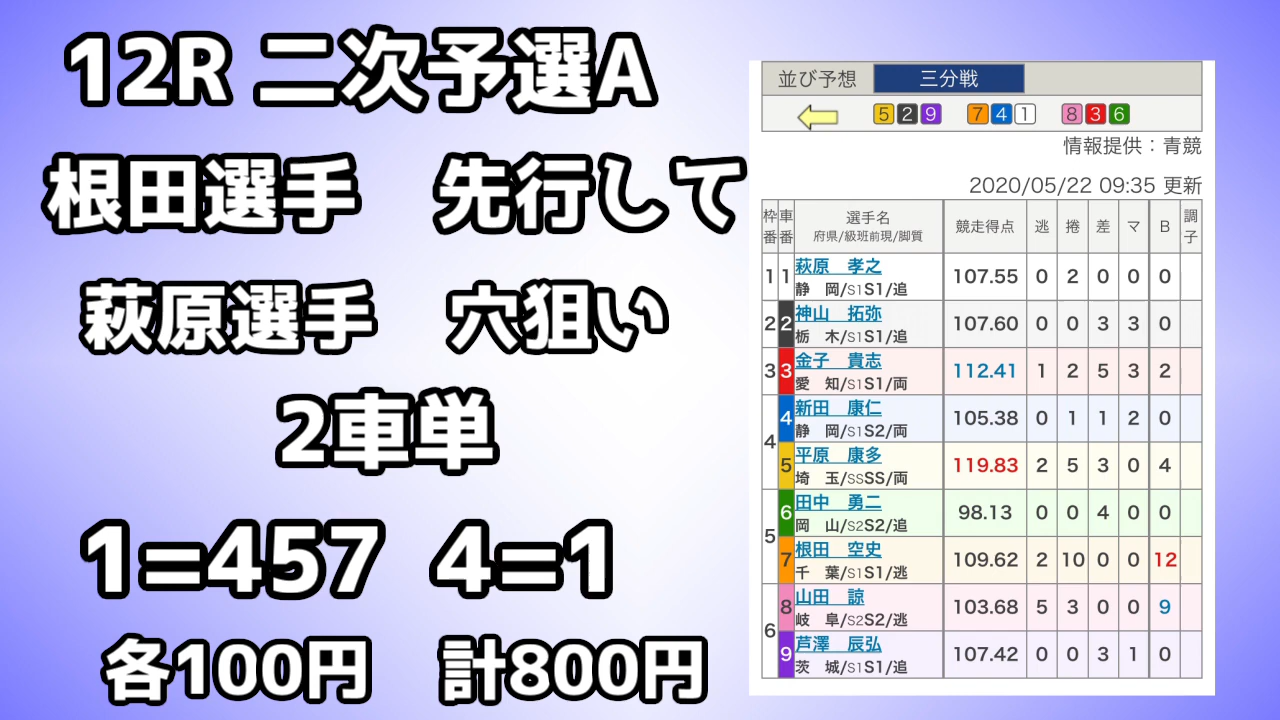 12R 二次予選A
根田選手 先行して
萩原選手 穴狙い
2車単
1=457 4=1
各100円 計800円
並び予想 三分戦
5 2 9 7 4 1 8 3 6
情報提供：青競
2020/05/22 09:35 更新
枠番 車番 選手名 府県/級班前現/脚質 競走得点 逃 捲 差 マ B 調子
1 1 萩原 孝之 107.55 0 2 0 0 0
静 岡/S1S1/追
2 2 神山 拓弥 107.60 0 0 3 3 0
栃 木/S1S1/追
3 3 金子 貴志 112.41 1 2 5 3 2
愛 知/S1S1/両
4 4 新田 康仁 105.38 0 1 1 2 0
静 岡/S1S2/両
5 平原 康多 119.83 2 5 3 0 4
埼 玉/SSSS/両
5 6 田中 勇二 98.13 0 0 4 0 0
岡 山/S2S2/追
7 根田 空史 109.62 2 10 0 0 12
千 葉/S1S1/逃
6 8 山田 諒 103.68 5 3 0 0 9
岐 阜/S2S2/逃
9 芦澤 辰弘 107.42 0 0 3 1 0
茨 城/S1S1/追